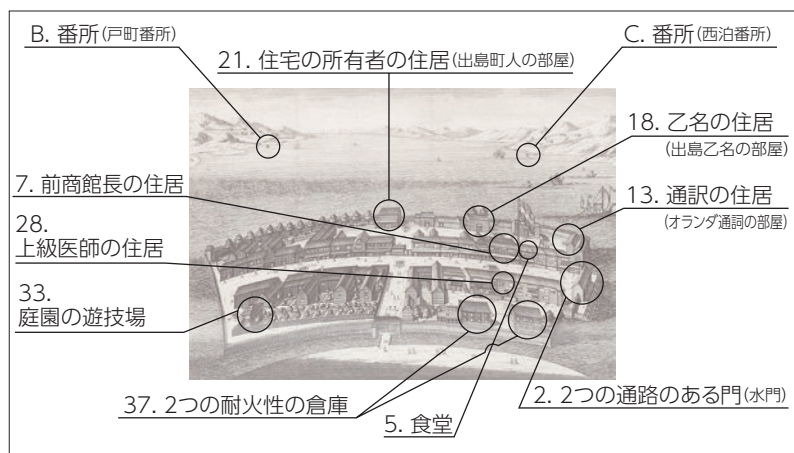 B. 番所(戸町番所)
C. 番所(西泊番所)
21. 住宅の所有者の住居(出島町人の部屋)
18. 乙名の住居
(出島乙名の部屋)
7. 前商館長の住居
13. 通訳の住居
(オランダ通詞の部屋)
28.
上級医師の住居
33.
庭園の遊技場
37. 2つの耐火性の倉庫
5. 食堂
2. 2つの通路のある門(水門)